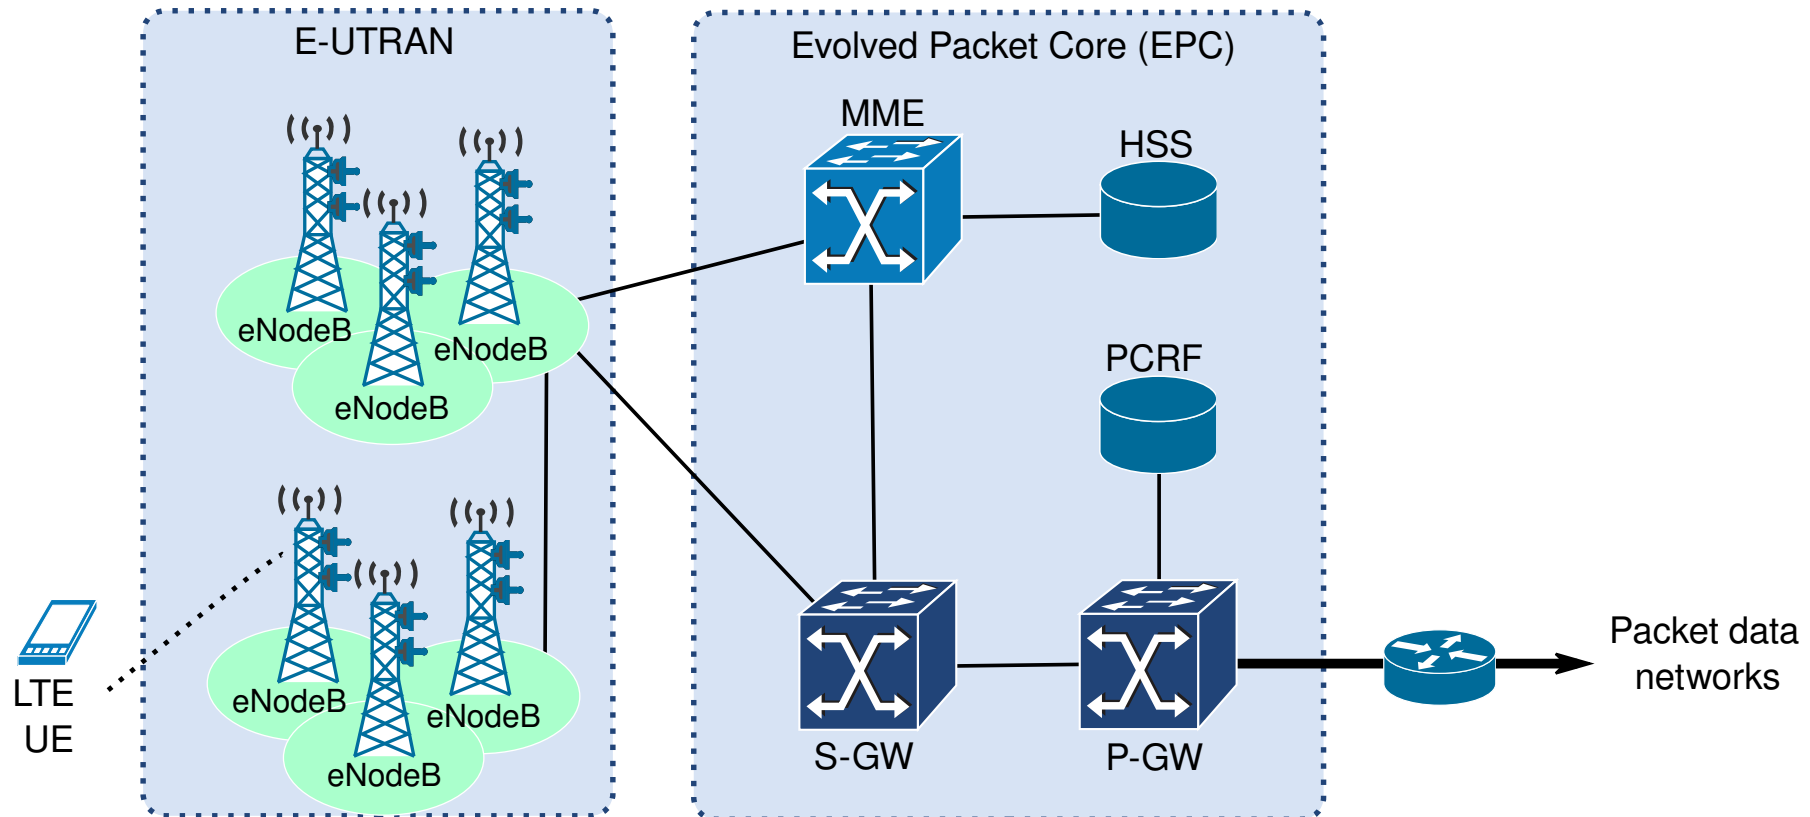 E-UTRAN
Evolved Packet Core (EPC)
MME
HSS
eNodeB
eNodeB
eNodeB
PCRF
eNodeB
eNodeB
eNodeB
LTE
UE
S-GW
P-GW
Packet data
networks